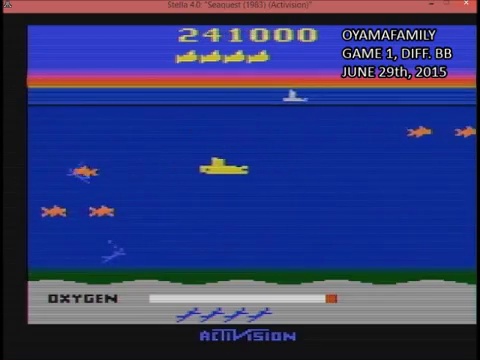 Stella 4.0: "Seaquest (1983) (Activision)"
241000
OYAMAFAMILY
GAME 1, DIFF. BB
JUNE 29th, 2015
OXYGEN
ACTIVISION